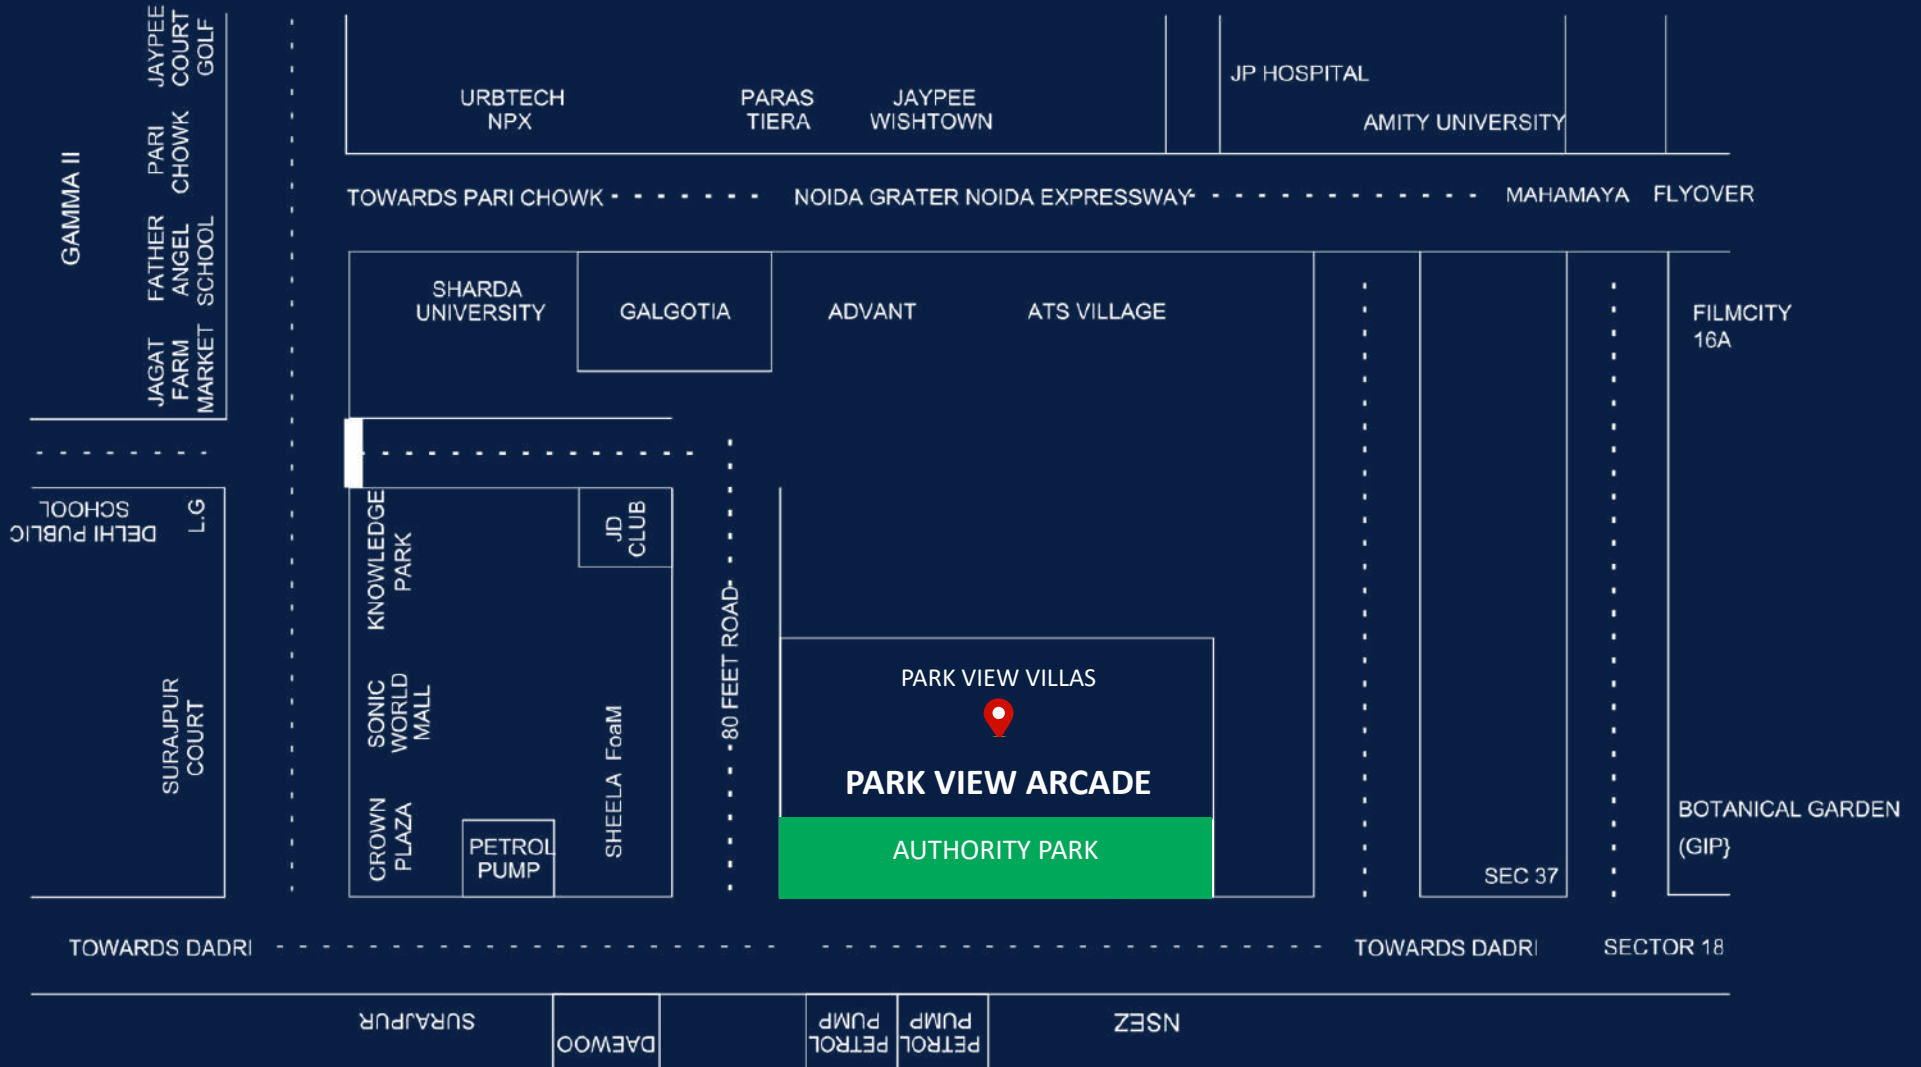 JAYPEE
COURT
GOLF
PARI
CHOWK
GAMMA II
FATHER
ANGEL
SCHOOL
JAGAT
FARM
MARKET
URBTECH
NPX
PARAS
TIERA
JAYPEE
WISHTOWN
JP HOSPITAL
AMITY UNIVERSITY
TOWARDS PARI CHOWK
NOIDA GRATER NOIDA EXPRESSWAY
MAHAMAYA FLYOVER
SHARDA
UNIVERSITY
GALGOTIA
ADVANT
ATS VILLAGE
FILMCITY
16A
DELHI PUBLIC
SCHOOL
L.G
KNOWLEDGE
PARK
JD
CLUB
80 FEET ROAD
SURAJPUR
COURT
SONIC
WORLD
MALL
SHEELA FoaM
CROWN
PLAZA
PETROL
PUMP
PARK VIEW VILLAS
PARK VIEW ARCADE
AUTHORITY PARK
BOTANICAL GARDEN
(GIP}
SEC 37
TOWARDS DADRI
TOWARDS DADRI
SECTOR 18
SURAJPUR
DAEWOO
PETROL
PUMP
PETROL
PUMP
NSEZ